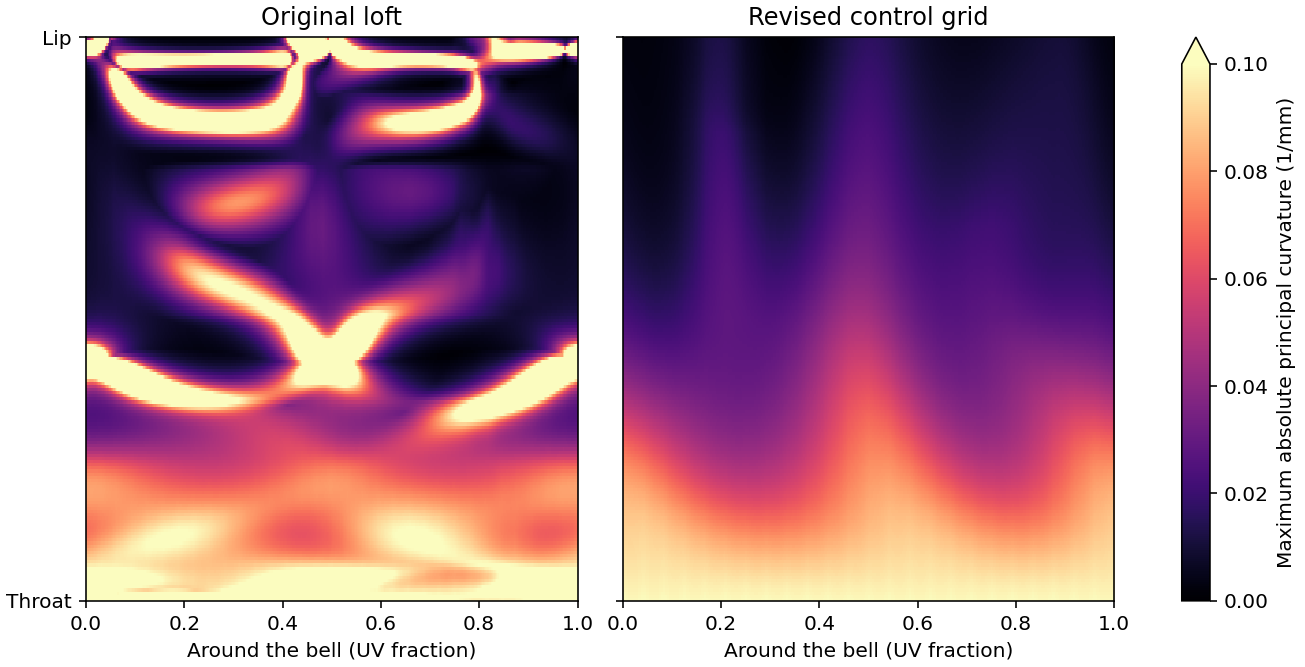 Original loft
Revised control grid
Lip
Throat
0.0 0.2 0.4 0.6 0.8 1.0
0.0 0.2 0.4 0.6 0.8 1.0
Around the bell (UV fraction)
Around the bell (UV fraction)
0.10
0.08
0.06
0.04
0.02
0.00
Maximum absolute principal curvature (1/mm)